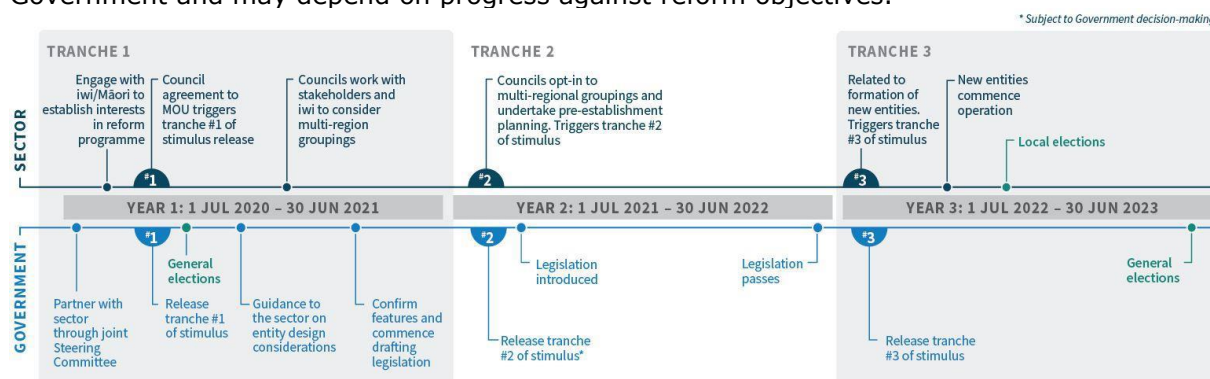 Government and may depend on progress against reform objectives.
* Subject to Government decision-making
TRANCHE 1
TRANCHE 2
TRANCHE 3
SECTOR
Engage with
iwi/Māori to
establish interests
in reform
programme
Council
agreement to
MOU triggers
tranche #1 of
stimulus release
Councils work with
stakeholders and
iwi to consider
multi-region
groupings
Councils opt-in to
multi-regional groupings and
undertake pre-establishment
planning. Triggers tranche #2
of stimulus
Related to
formation of
new entities.
Triggers tranche
#3 of stimulus
New entities
commence
operation
Local elections
#1
#2
#3
YEAR 1: 1 JUL 2020 – 30 JUN 2021
YEAR 2: 1 JUL 2021 – 30 JUN 2022
YEAR 3: 1 JUL 2022 – 30 JUN 2023
GOVERNMENT
#1
#2
#3
Partner with
sector
through joint
Steering
Committee
Release
tranche #1
of stimulus
General
elections
Guidance to
the sector on
entity design
considerations
Confirm
features and
commence
drafting
legislation
Release tranche
#2 of stimulus*
Legislation
introduced
Legislation
passes
Release tranche
#3 of stimulus
General
elections